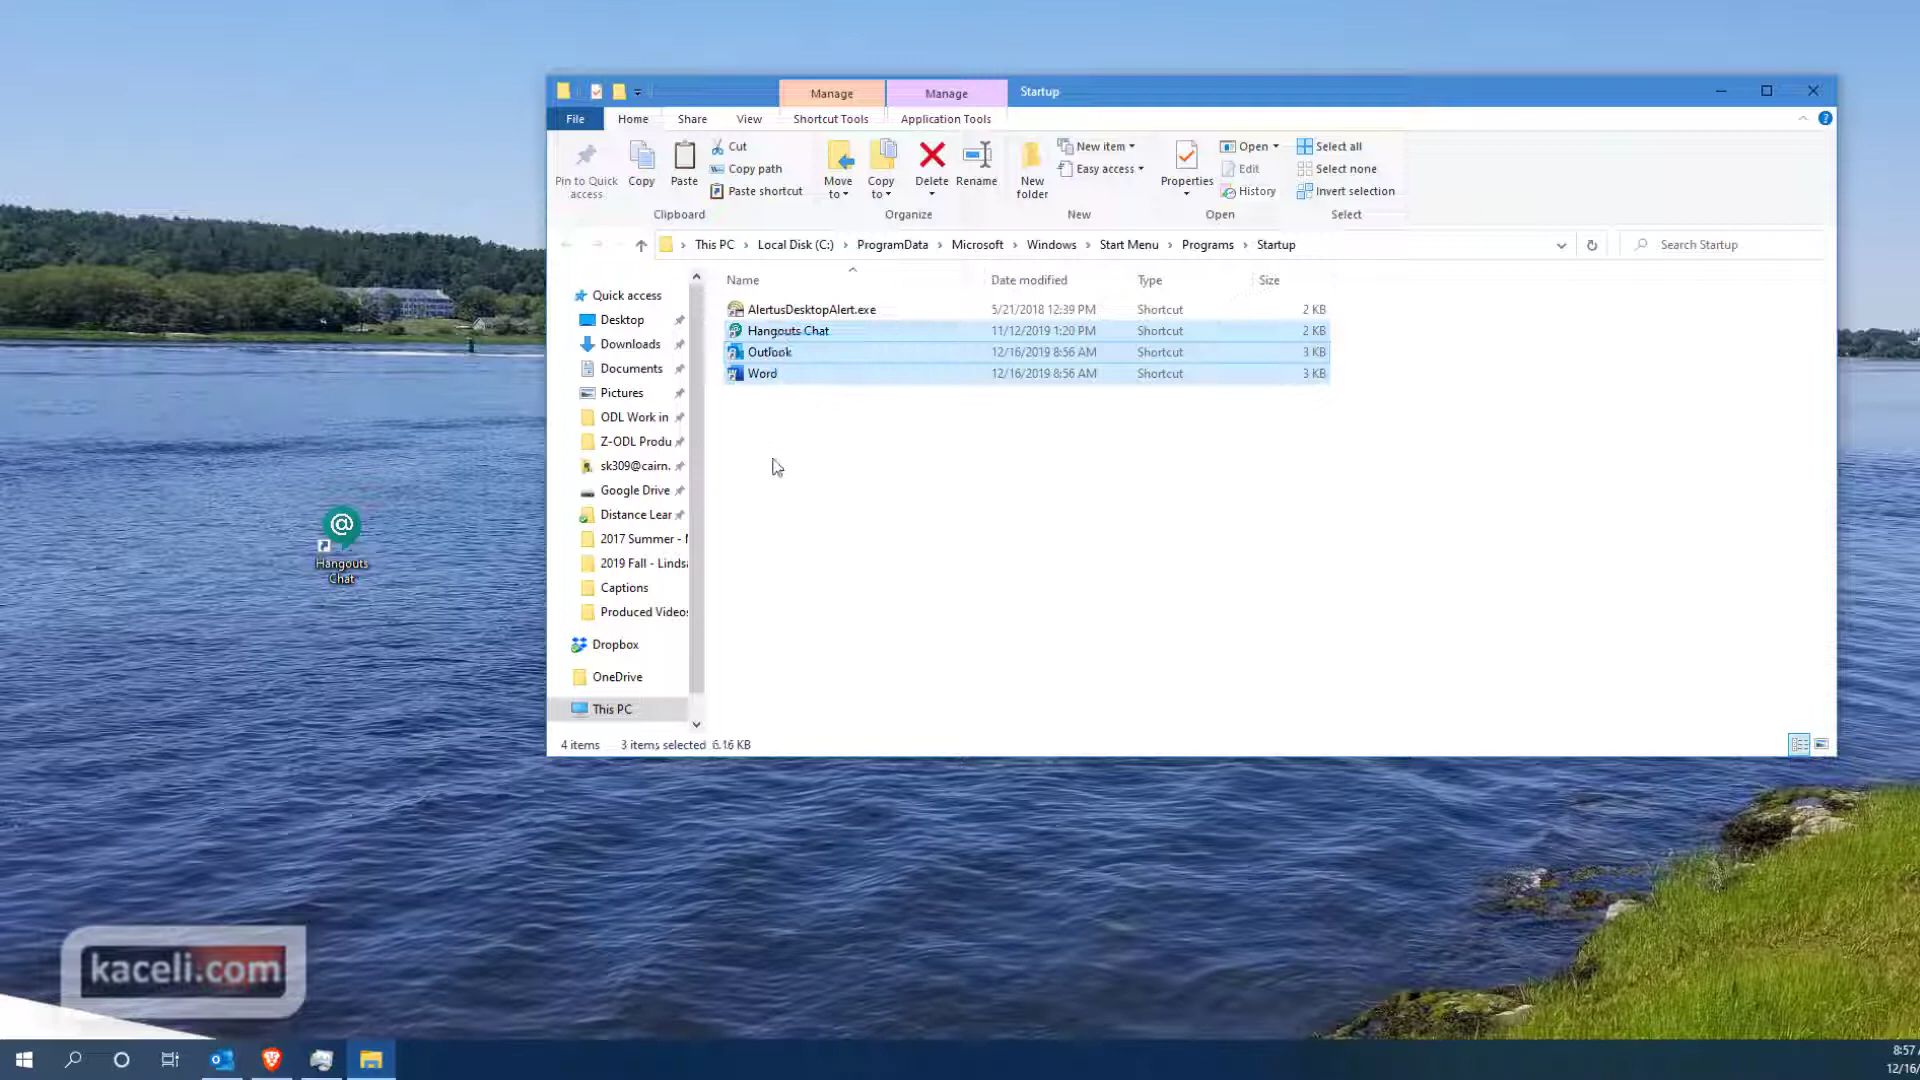 Manage
Manage
Startup
File
Home
Share
View
Shortcut Tools
Application Tools
Pin to Quick access
Copy
Paste
Cut
Copy path
Paste shortcut
Clipboard
Move to
Copy to
Delete
Rename
Organize
New folder
New item
Easy access
New
Properties
Open
Edit
History
Open
Select all
Select none
Invert selection
Select
This PC
Local Disk (C:)
ProgramData
Microsoft
Windows
Start Menu
Programs
Startup
Search Startup
Name
Date modified
Type
Size
AlertusDesktopAlert.exe 5/21/2018 12:39 PM Shortcut 2 KB
Hangouts Chat 11/12/2019 1:20 PM Shortcut 2 KB
Outlook 12/16/2019 8:56 AM Shortcut 3 KB
Word 12/16/2019 8:56 AM Shortcut 3 KB
Quick access
Desktop
Downloads
Documents
Pictures
ODL Work in
Z-ODL Produ
sk309@cairn.
Google Drive
Distance Lear
2017 Summer -
2019 Fall - Linds
Captions
Produced Videos
Dropbox
OneDrive
This PC
4 items 3 items selected 6.16 KB
Hangouts
Chat
kaceli.com
8:57
12/16/